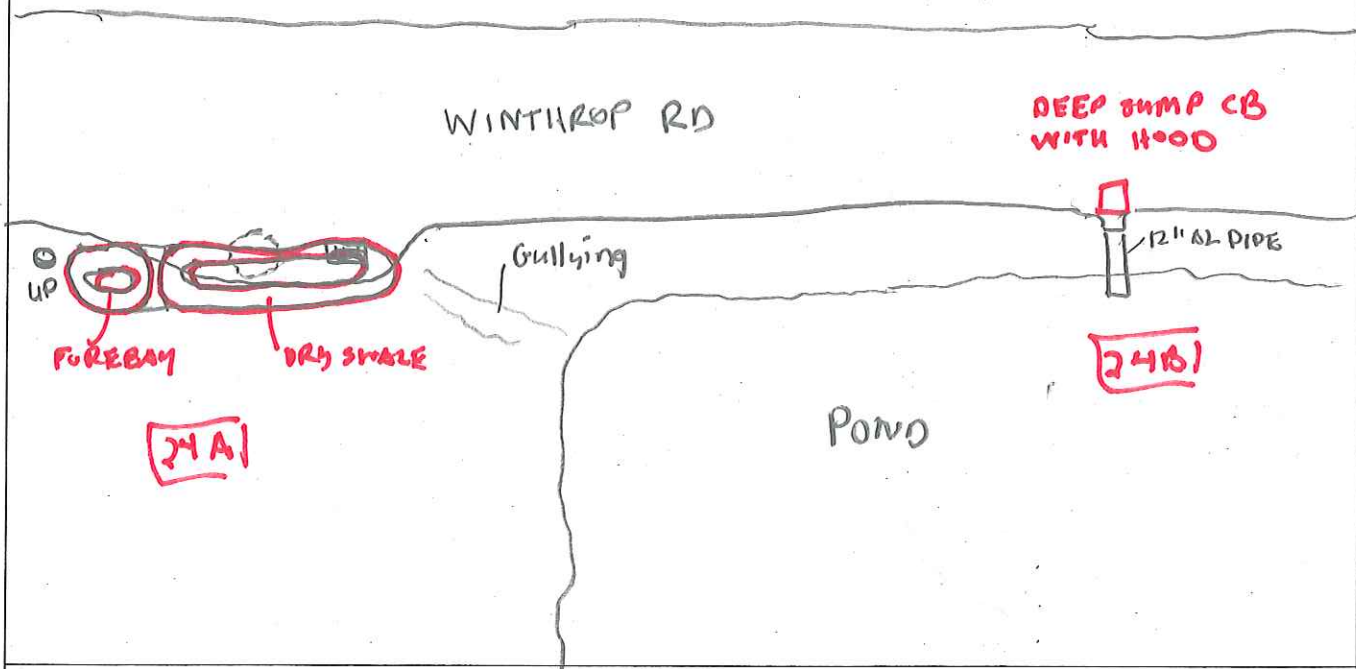 WINTHROP RD
DEEP SUMP CB
WITH HOOD
12" AL PIPE
Gullying
UP
FOREBAY
DRY SWALE
24A
24B
POND